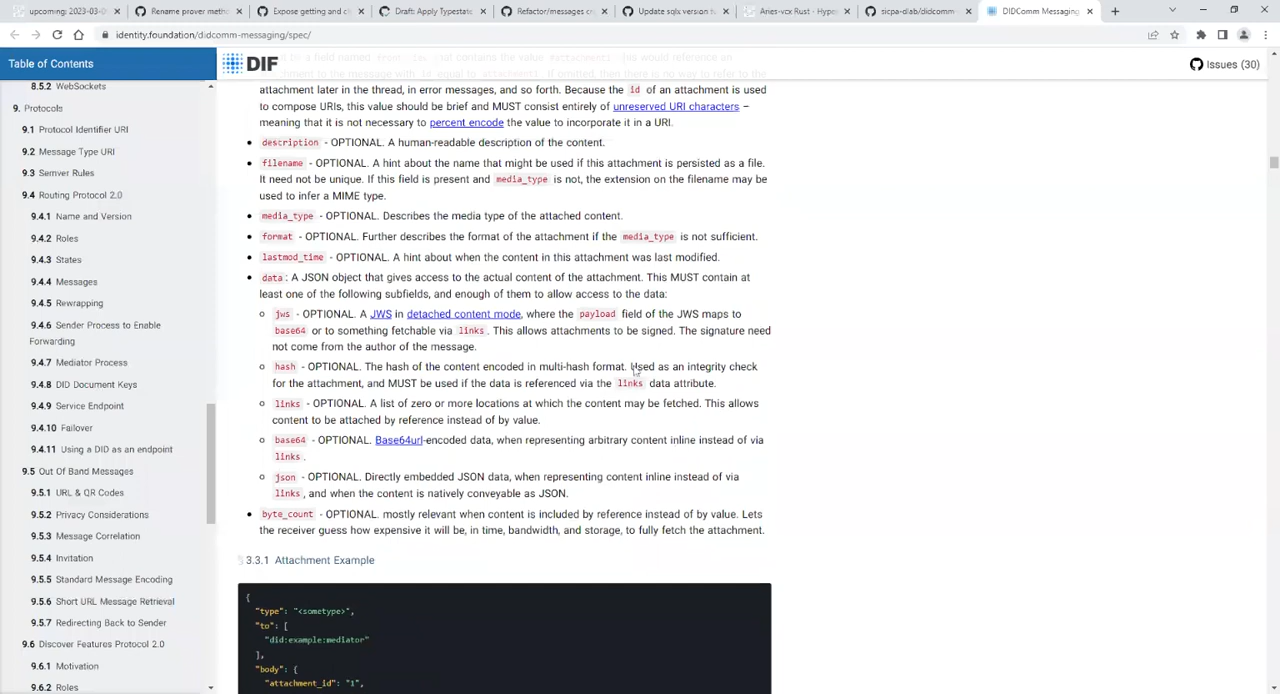 upcoming: 2023-03-0
Rename prover meth
Expose getting and c
Draft: Apply Typestate
Refactor/messages cr
Update sqlx version t
Aries-vcx Rust - Hype
sicpa-dlab/didcomm-
DIDComm Messaging
identity.foundation/didcomm-messaging/spec/
Table of Contents
DIF
Issues (30)
8.5.2 WebSockets
9. Protocols
9.1 Protocol Identifier URI
9.2 Message Type URI
9.3 Semver Rules
9.4 Routing Protocol 2.0
9.4.1 Name and Version
9.4.2 Roles
9.4.3 States
9.4.4 Messages
9.4.5 Rewrapping
9.4.6 Sender Process to Enable
Forwarding
9.4.7 Mediator Process
9.4.8 DID Document Keys
9.4.9 Service Endpoint
9.4.10 Failover
9.4.11 Using a DID as an endpoint
9.5 Out Of Band Messages
9.5.1 URL & QR Codes
9.5.2 Privacy Considerations
9.5.3 Message Correlation
9.5.4 Invitation
9.5.5 Standard Message Encoding
9.5.6 Short URL Message Retrieval
9.5.7 Redirecting Back to Sender
9.6 Discover Features Protocol 2.0
9.6.1 Motivation
9.6.2 Roles
attachment later in the thread, in error messages, and so forth. Because the id of an attachment is used
to compose URIs, this value should be brief and MUST consist entirely of unreserved URI characters –
meaning that it is not necessary to percent encode the value to incorporate it in a URI.
description - OPTIONAL. A human-readable description of the content.
filename - OPTIONAL. A hint about the name that might be used if this attachment is persisted as a file.
It need not be unique. If this field is present and media_type is not, the extension on the filename may be
used to infer a MIME type.
media_type - OPTIONAL. Describes the media type of the attached content.
format - OPTIONAL. Further describes the format of the attachment if the media_type is not sufficient.
lastmod_time - OPTIONAL. A hint about when the content in this attachment was last modified.
data: A JSON object that gives access to the actual content of the attachment. This MUST contain at
least one of the following subfields, and enough of them to allow access to the data:
jws - OPTIONAL. A JWS in detached content mode, where the payload field of the JWS maps to
base64 or to something fetchable via links. This allows attachments to be signed. The signature need
not come from the author of the message.
hash - OPTIONAL. The hash of the content encoded in multi-hash format. Used as an integrity check
for the attachment, and MUST be used if the data is referenced via the links data attribute.
links - OPTIONAL. A list of zero or more locations at which the content may be fetched. This allows
content to be attached by reference instead of by value.
base64 - OPTIONAL. Base64url-encoded data, when representing arbitrary content inline instead of via
links.
json - OPTIONAL. Directly embedded JSON data, when representing content inline instead of via
links, and when the content is natively conveyable as JSON.
byte_count - OPTIONAL. mostly relevant when content is included by reference instead of by value. Lets
the receiver guess how expensive it will be, in time, bandwidth, and storage, to fully fetch the attachment.
§ 3.3.1 Attachment Example
{
"type": "<sometype>",
"to": [
"did:example:mediator"
],
"body": {
"attachment_id": "1",